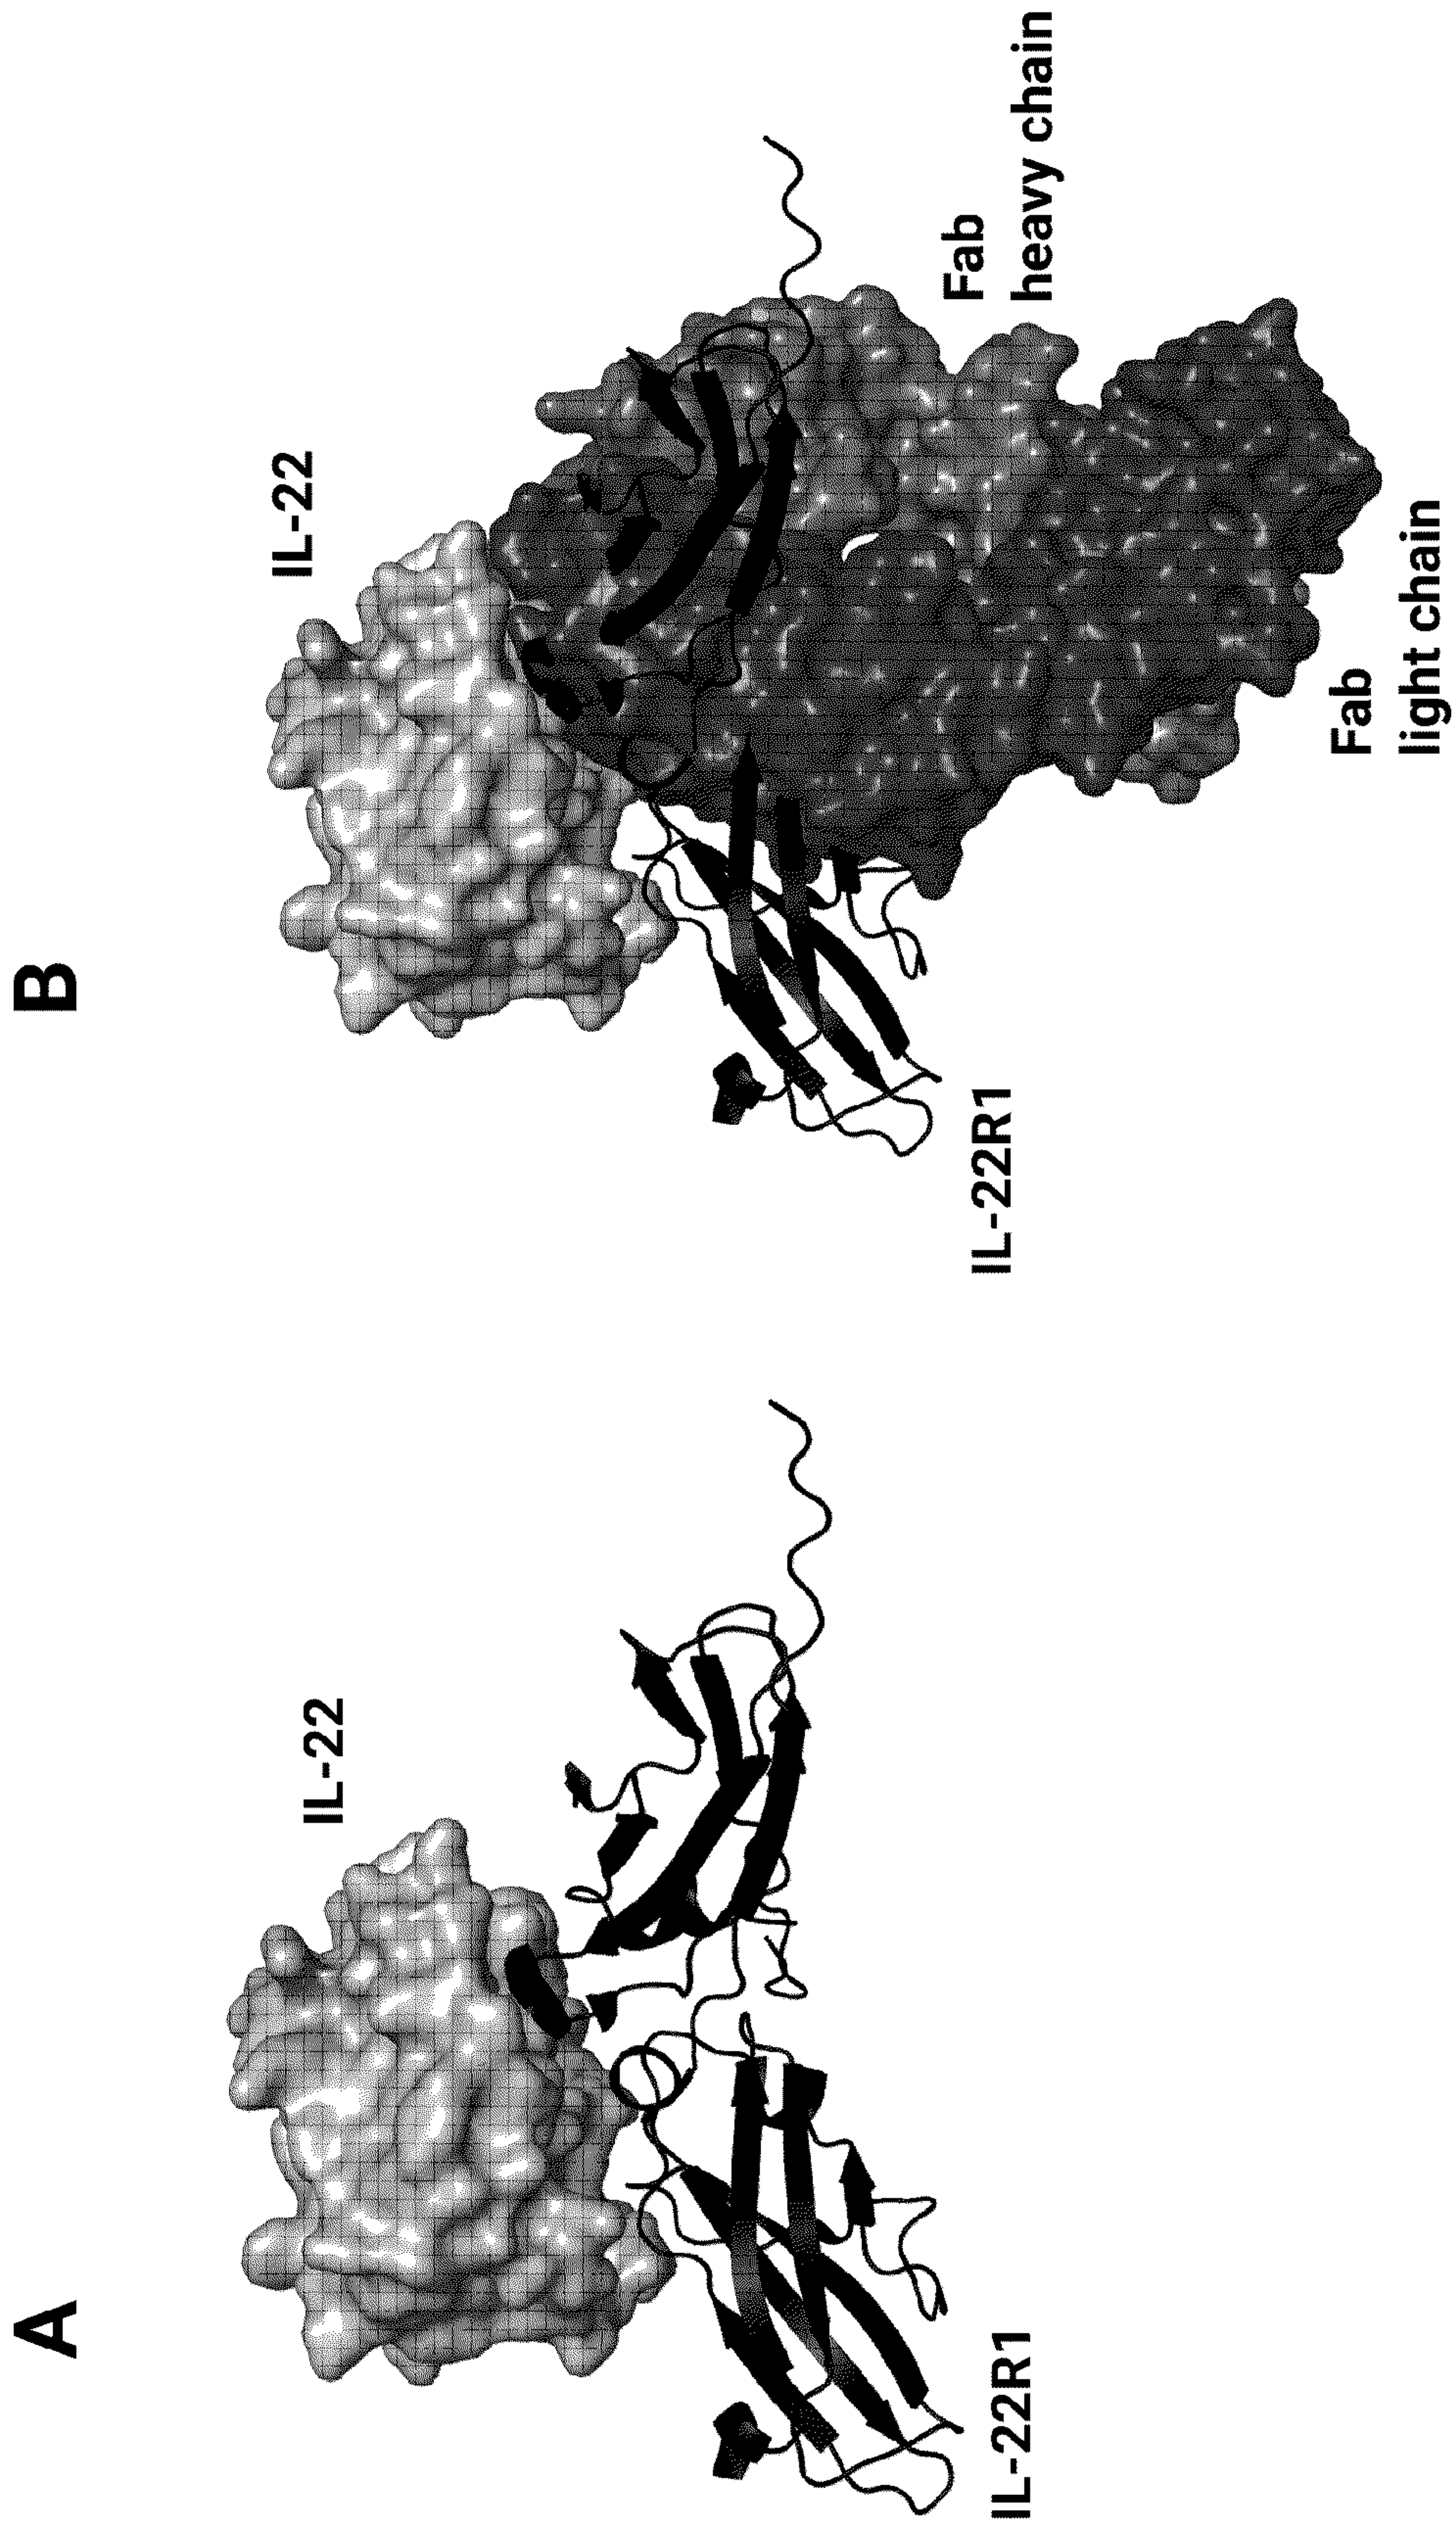 A
IL-22
IL-22R1
B
IL-22
IL-22R1
Fab
heavy chain
Fab
light chain